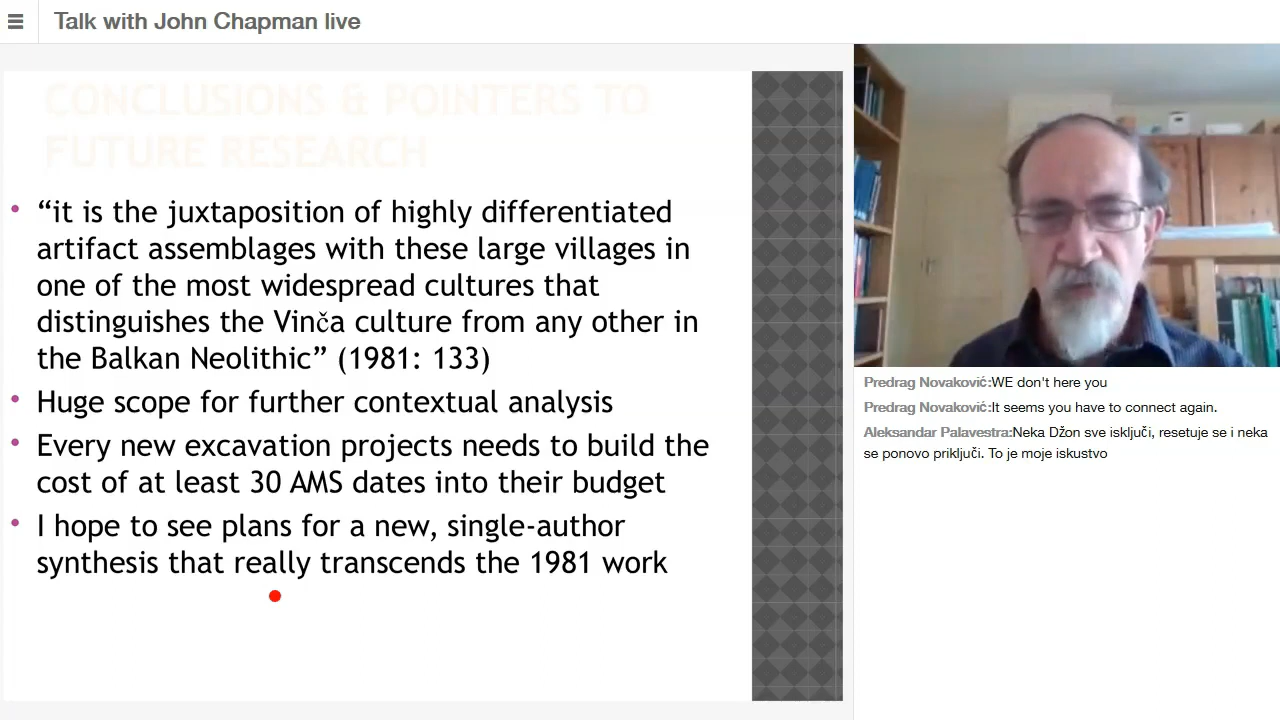 Talk with John Chapman live
CONCLUSIONS & POINTERS TO
FUTURE RESEARCH
• “it is the juxtaposition of highly differentiated
artifact assemblages with these large villages in
one of the most widespread cultures that
distinguishes the Vinča culture from any other in
the Balkan Neolithic” (1981: 133)
• Huge scope for further contextual analysis
• Every new excavation projects needs to build the
cost of at least 30 AMS dates into their budget
• I hope to see plans for a new, single-author
synthesis that really transcends the 1981 work
Predrag Novaković:WE don't here you
Predrag Novaković:It seems you have to connect again.
Aleksandar Palavestra:Neka Džon sve isključi, resetuje se i neka
se ponovo priključi. To je moje iskustvo